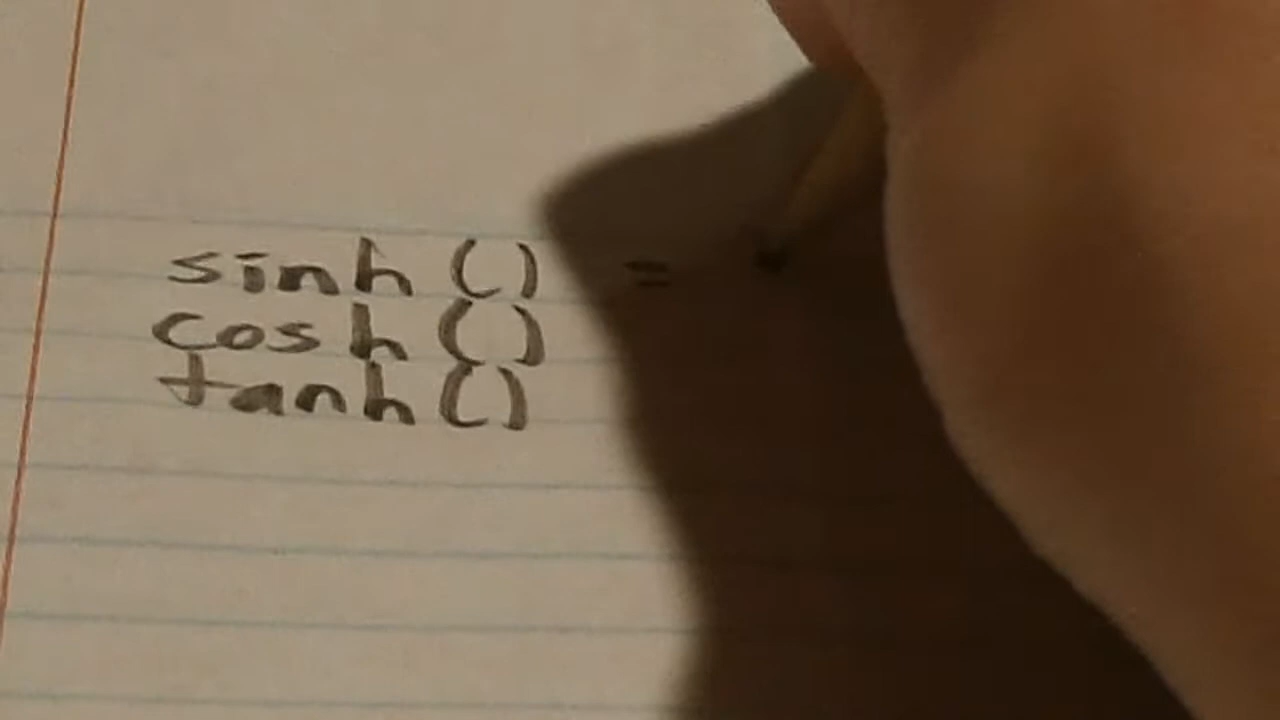 sinh () =
cosh ()
tanh ()